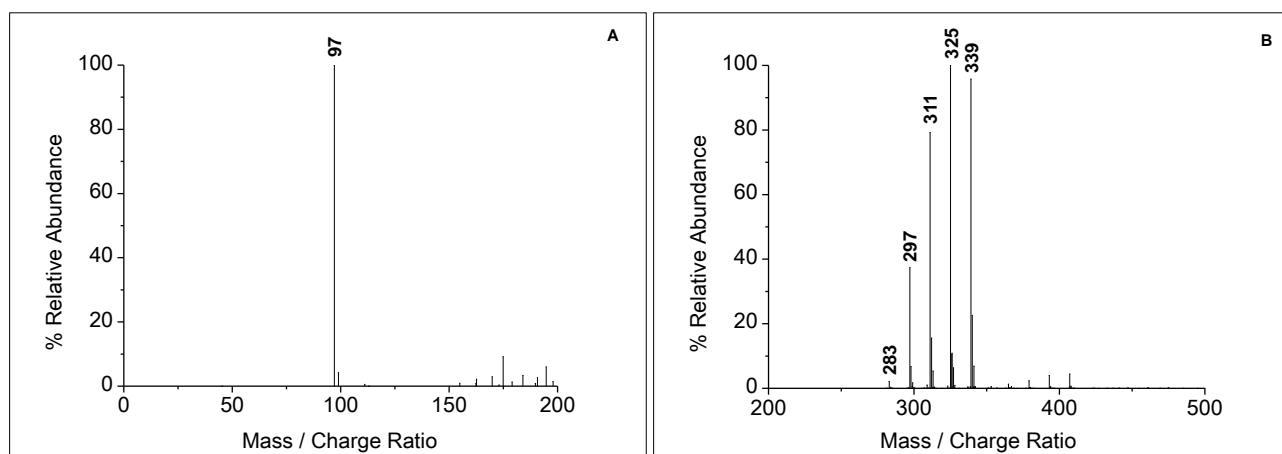 A
97
% Relative Abundance
100
80
60
40
20
0
0 50 100 150 200
Mass / Charge Ratio
B
325
339
311
297
283
% Relative Abundance
100
80
60
40
20
0
200 300 400 500
Mass / Charge Ratio